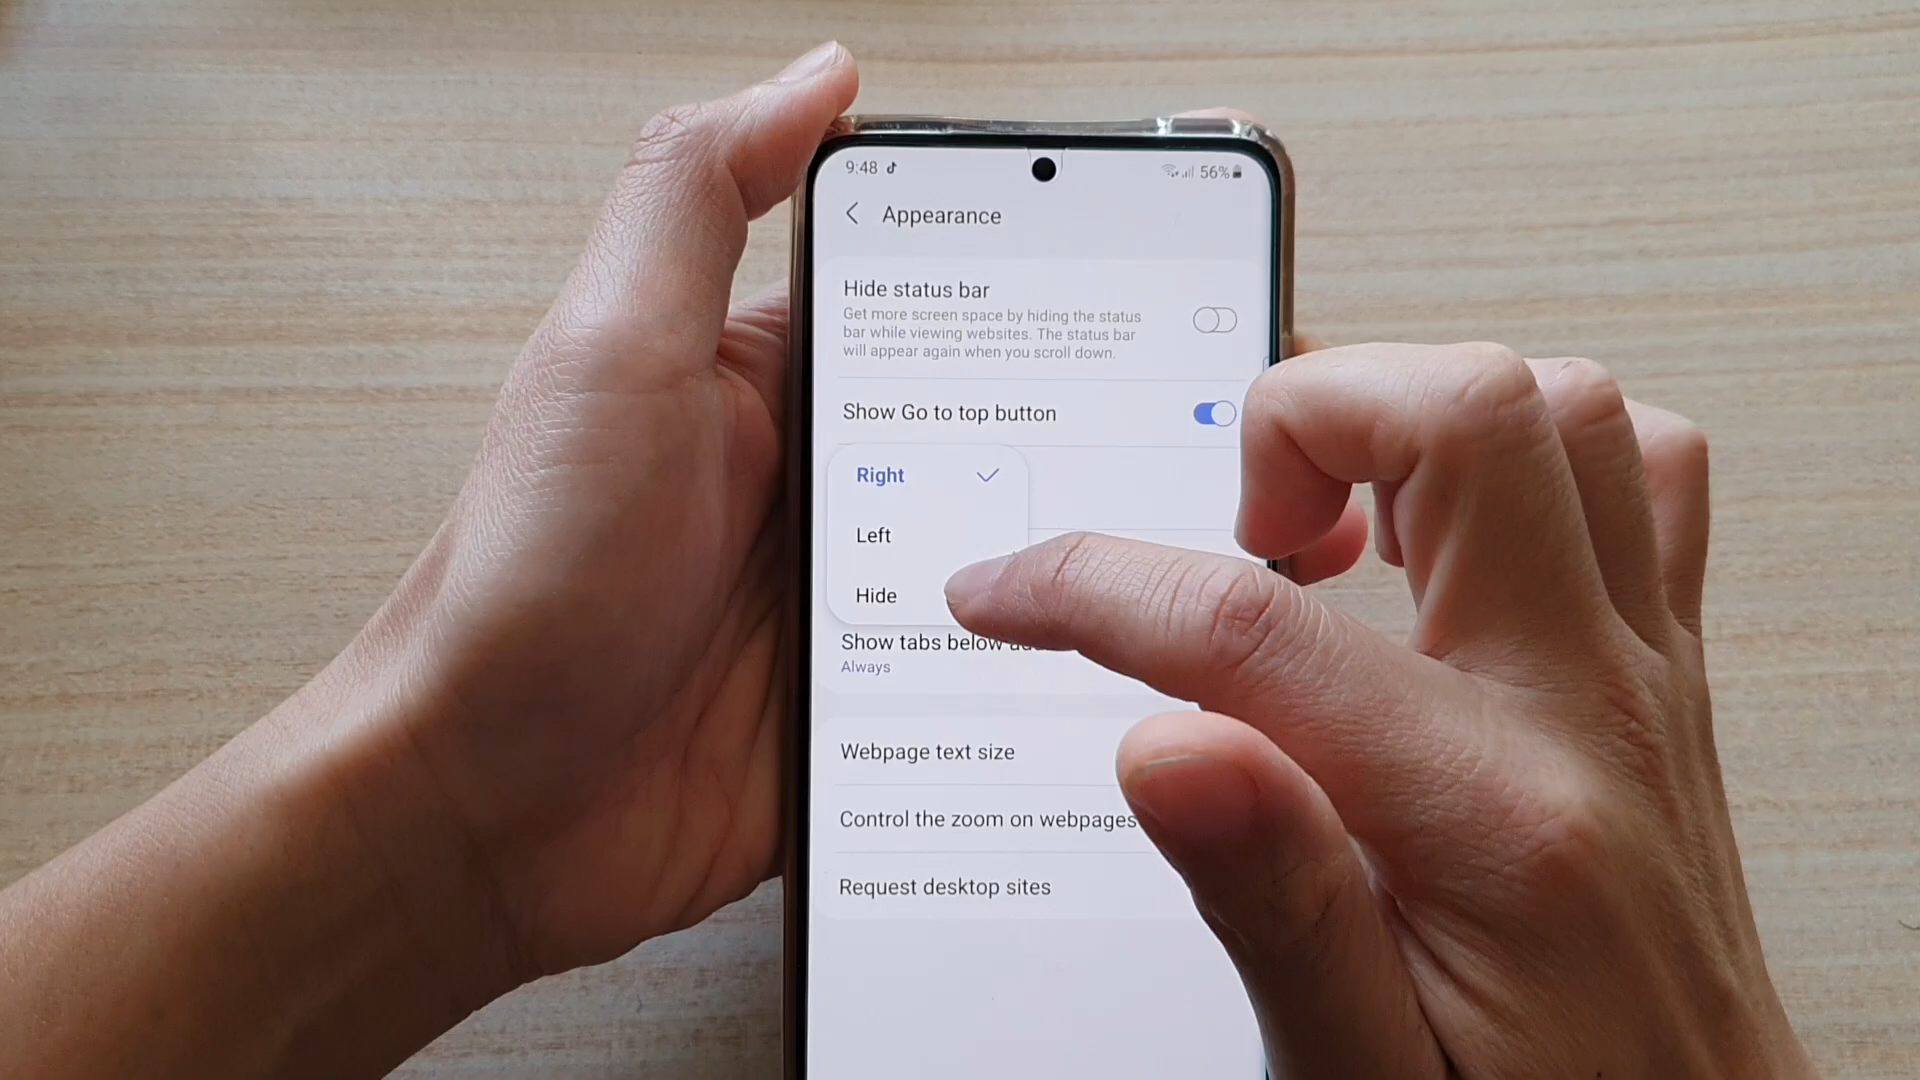 9:48
56%
Appearance
Hide status bar
Get more screen space by hiding the status
bar while viewing websites. The status bar
will appear again when you scroll down.
Show Go to top button
Right
Left
Hide
Show tabs below
Always
Webpage text size
Control the zoom on webpages
Request desktop sites